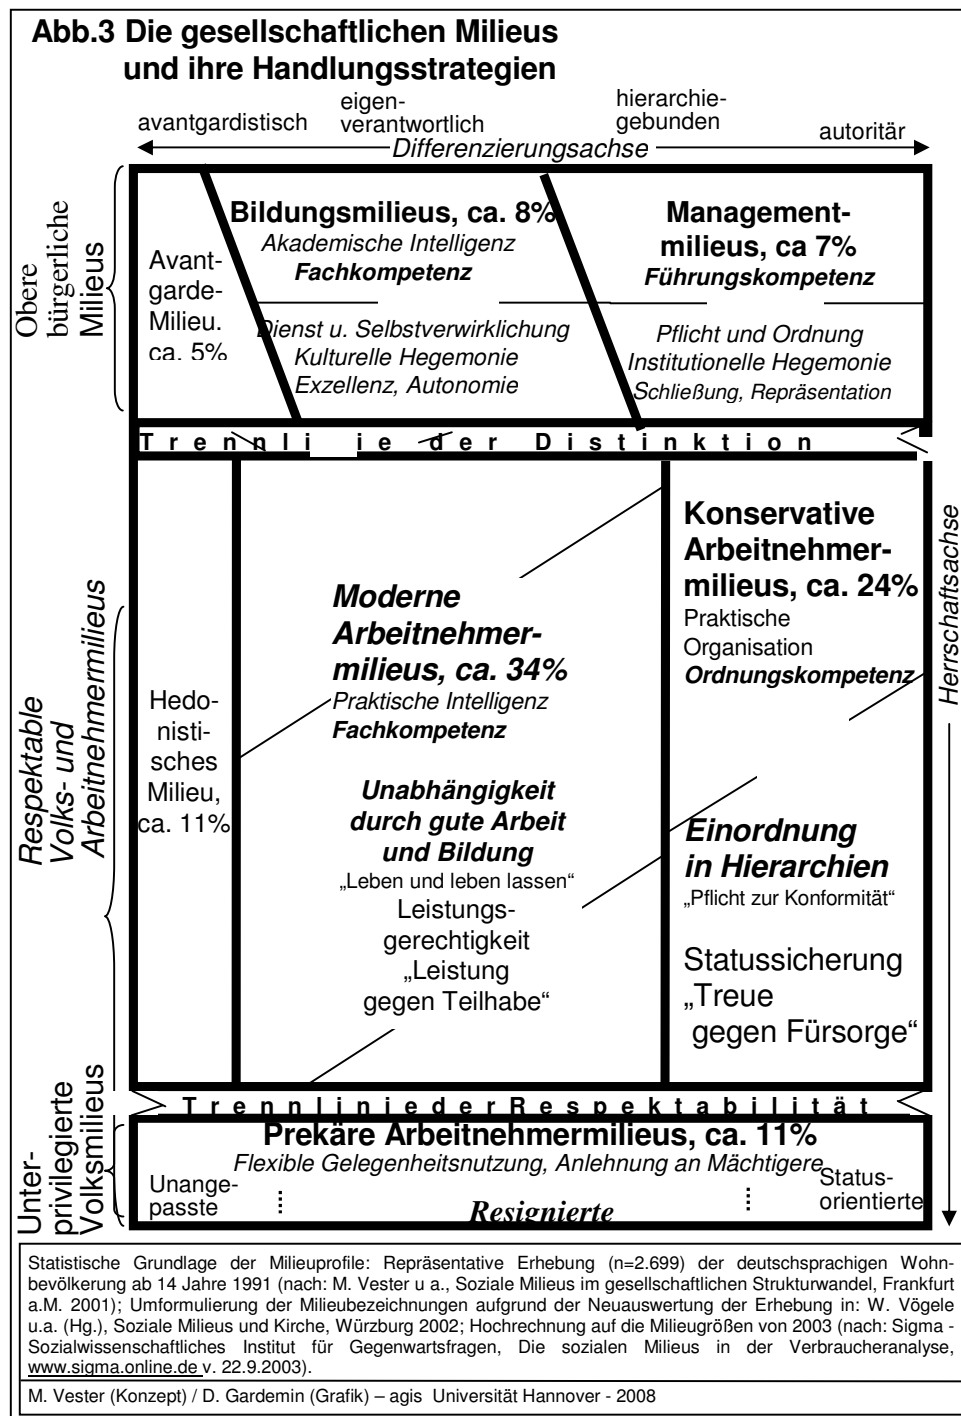 Abb.3 Die gesellschaftlichen Milieus
und ihre Handlungsstrategien
avantgardistisch
eigen-
verantwortlich
hierarchie-
gebunden
autoritär
Differenzierungsachse
Obere
bürgerliche
Milieus
Avant-
garde-
Milieu.
ca. 5%
Bildungsmilieus, ca. 8%
Akademische Intelligenz
Fachkompetenz
Dienst u. Selbstverwirklichung
Kulturelle Hegemonie
Exzellenz, Autonomie
Management-
milieus, ca 7%
Führungskompetenz
Pflicht und Ordnung
Institutionelle Hegemonie
Schließung, Repräsentation
Trennli ie der Distinktion
Respektable
Volks- und
Arbeitnehmermilieus
Hedo-
nisti-
sches
Milieu,
ca. 11%
Moderne
Arbeitnehmer-
milieus, ca. 34%
Praktische Intelligenz
Fachkompetenz
Unabhängigkeit
durch gute Arbeit
und Bildung
„Leben und leben lassen“
Leistungs-
gerechtigkeit
„Leistung
gegen Teilhabe“
Konservative
Arbeitnehmer-
milieus, ca. 24%
Praktische
Organisation
Ordnungskompetenz
Einordnung
in Hierarchien
„Pflicht zur Konformität“
Statussicherung
„Treue
gegen Fürsorge“
Herrschaftsachse
Trennlinie der Respektabilität
Unter-
privilegierte
Volksmilieus
Prekäre Arbeitnehmermilieus, ca. 11%
Flexible Gelegenheitsnutzung, Anlehnung an Mächtigere
Unange-
passte
Resignierte
Status-
orientierte
Statistische Grundlage der Milieuprofile: Repräsentative Erhebung (n=2.699) der deutschsprachigen Wohn-
bevölkerung ab 14 Jahre 1991 (nach: M. Vester u a., Soziale Milieus im gesellschaftlichen Strukturwandel, Frankfurt
a.M. 2001); Umformulierung der Milieubezeichnungen aufgrund der Neuauswertung der Erhebung in: W. Vögele
u.a. (Hg.), Soziale Milieus und Kirche, Würzburg 2002; Hochrechnung auf die Milieugrößen von 2003 (nach: Sigma -
Sozialwissenschaftliches Institut für Gegenwartsfragen, Die sozialen Milieus in der Verbraucheranalyse,
www.sigma.online.de v. 22.9.2003).
M. Vester (Konzept) / D. Gardemin (Grafik) – agis Universität Hannover - 2008